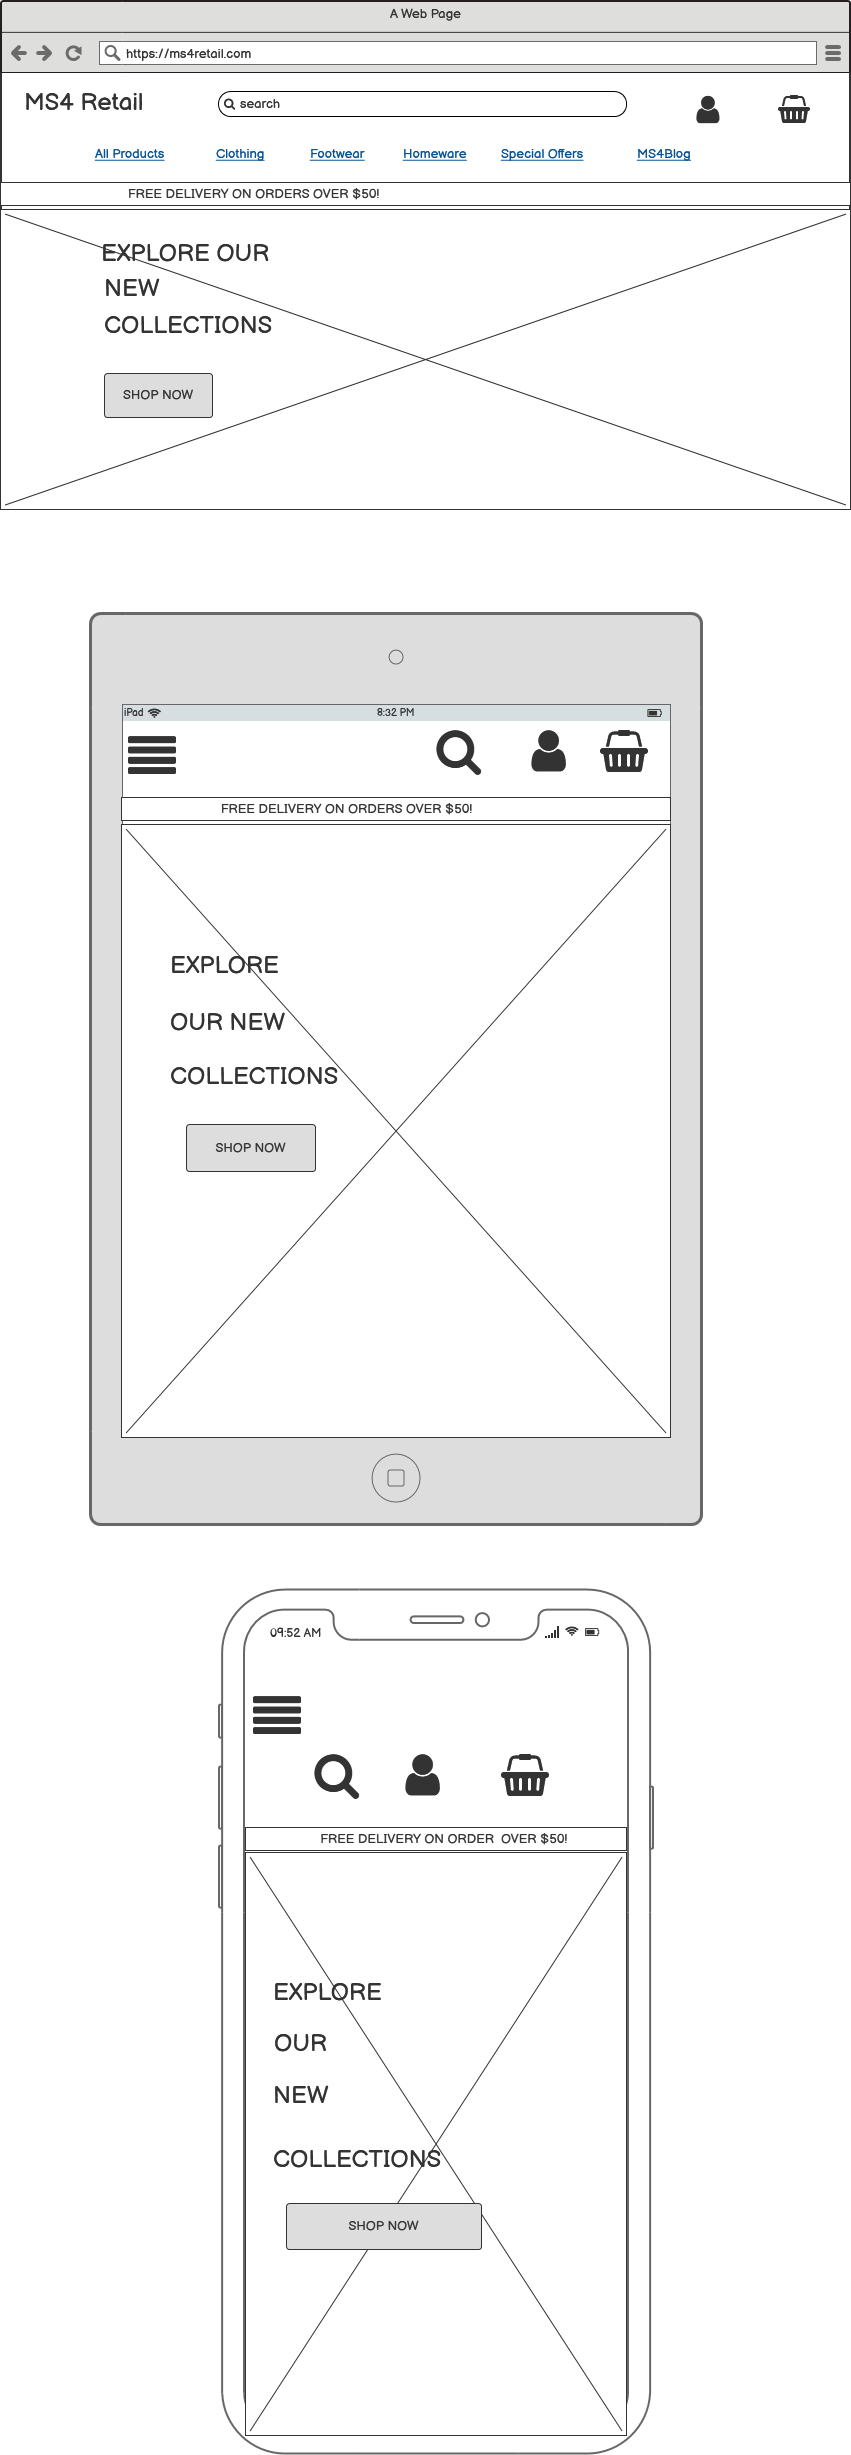 A Web Page
https://ms4retail.com
MS4 Retail
search
All Products Clothing Footwear Homeware Special Offers MS4Blog
FREE DELIVERY ON ORDERS OVER $50!
EXPLORE OUR
NEW
COLLECTIONS
SHOP NOW
iPad 8:32 PM
FREE DELIVERY ON ORDERS OVER $50!
EXPLORE
OUR NEW
COLLECTIONS
SHOP NOW
09:52 AM
FREE DELIVERY ON ORDER OVER $50!
EXPLORE
OUR
NEW
COLLECTIONS
SHOP NOW